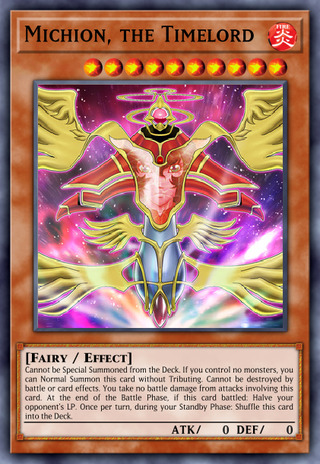 Michion, the Timelord
FIRE
炎
[Fairy / Effect]
Cannot be Special Summoned from the Deck. If you control no monsters, you
can Normal Summon this card without Tributing. Cannot be destroyed by
battle or card effects. You take no battle damage from attacks involving this
card. At the end of the Battle Phase, if this card battled: Halve your
opponent's LP. Once per turn, during your Standby Phase: Shuffle this card
into the Deck.
ATK/ 0 DEF/ 0